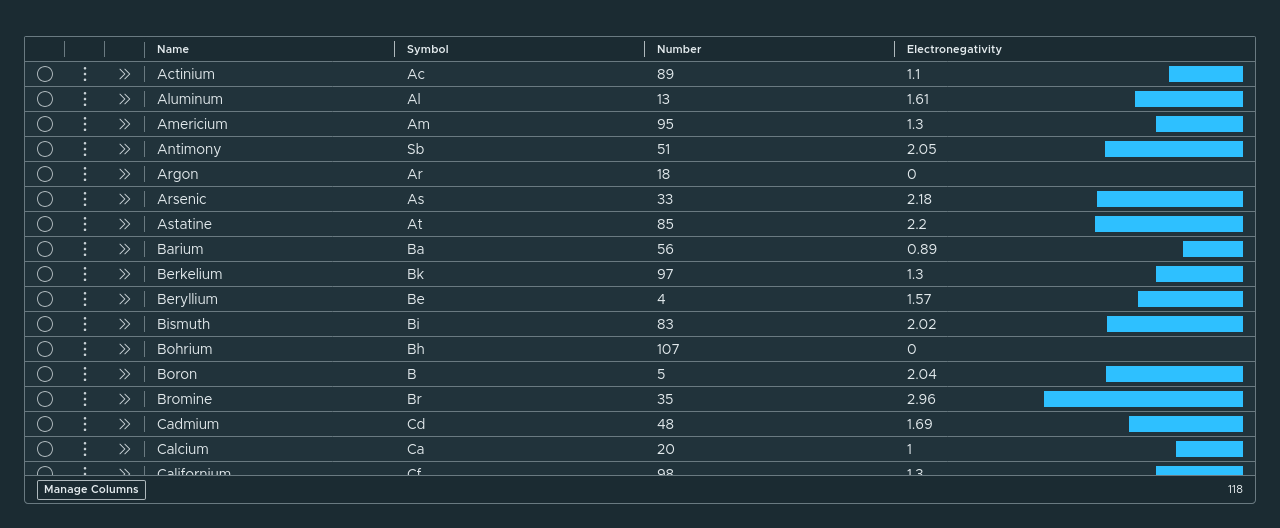 Name Symbol Number Electronegativity
Actinium Ac 89 1.1
Aluminum Al 13 1.61
Americium Am 95 1.3
Antimony Sb 51 2.05
Argon Ar 18 0
Arsenic As 33 2.18
Astatine At 85 2.2
Barium Ba 56 0.89
Berkelium Bk 97 1.3
Beryllium Be 4 1.57
Bismuth Bi 83 2.02
Bohrium Bh 107 0
Boron B 5 2.04
Bromine Br 35 2.96
Cadmium Cd 48 1.69
Calcium Ca 20 1
Californium Cf 98 1.3
Manage Columns 118